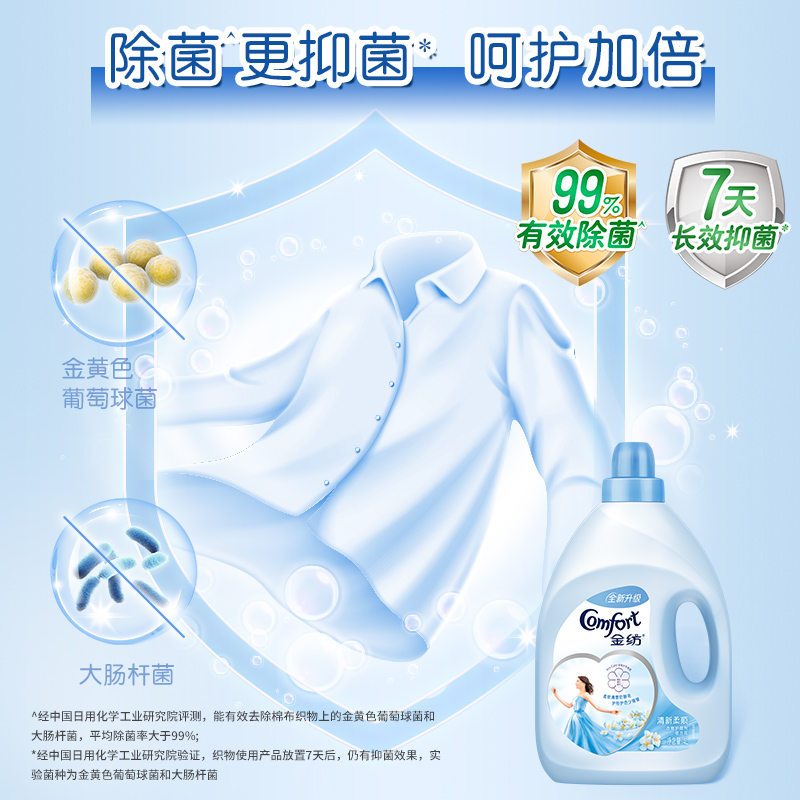 除菌^更抑菌* 呵护加倍
99%
有效除菌^
7天
长效抑菌*
金黄色
葡萄球菌
大肠杆菌
全新升级
Comfort
金纺
清新柔顺
^经中国日用化学工业研究院评测，能有效去除棉布织物上的金黄色葡萄球菌和
大肠杆菌，平均除菌率大于99%;
*经中国日用化学工业研究院验证，织物使用产品放置7天后，仍有抑菌效果，实
验菌种为金黄色葡萄球菌和大肠杆菌